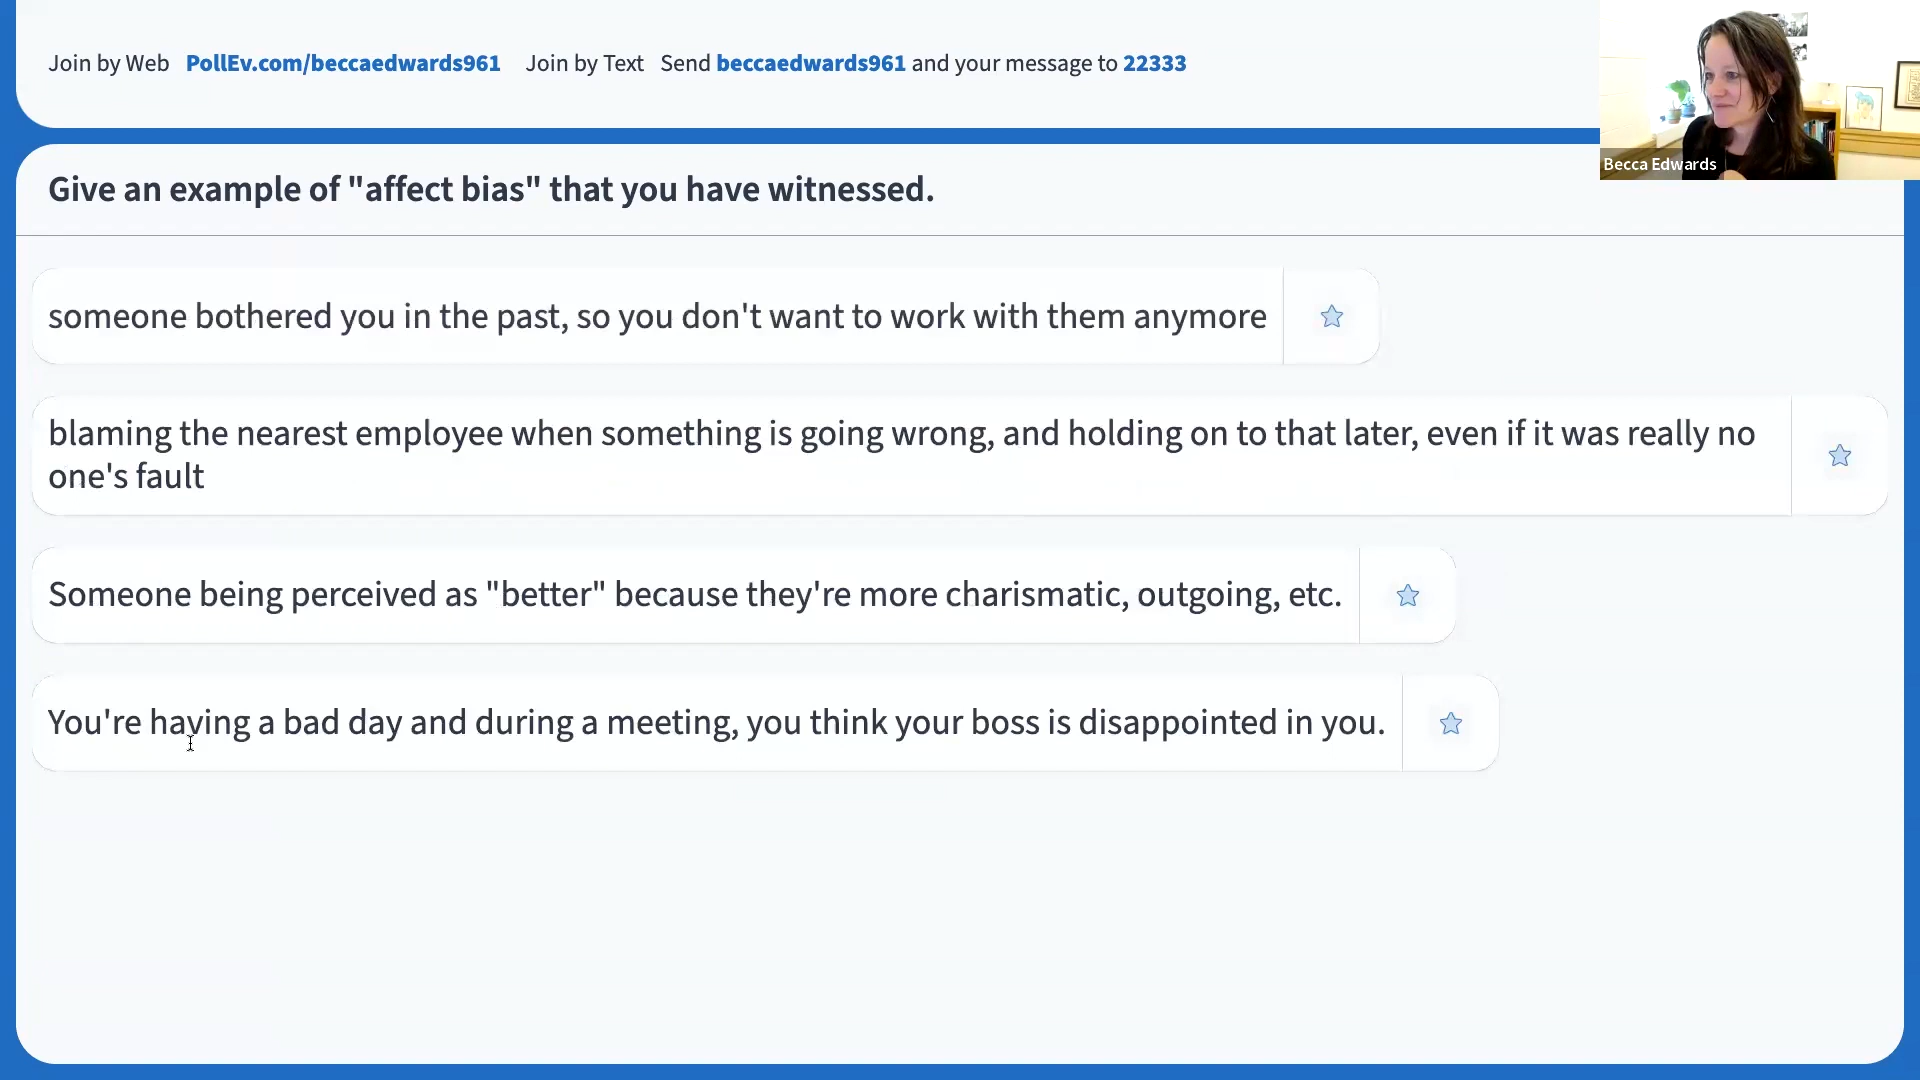 Join by Web PollEv.com/beccaedwards961 Join by Text Send beccaedwards961 and your message to 22333
Becca Edwards
Give an example of "affect bias" that you have witnessed.
someone bothered you in the past, so you don't want to work with them anymore
blaming the nearest employee when something is going wrong, and holding on to that later, even if it was really no
one's fault
Someone being perceived as "better" because they're more charismatic, outgoing, etc.
You're having a bad day and during a meeting, you think your boss is disappointed in you.